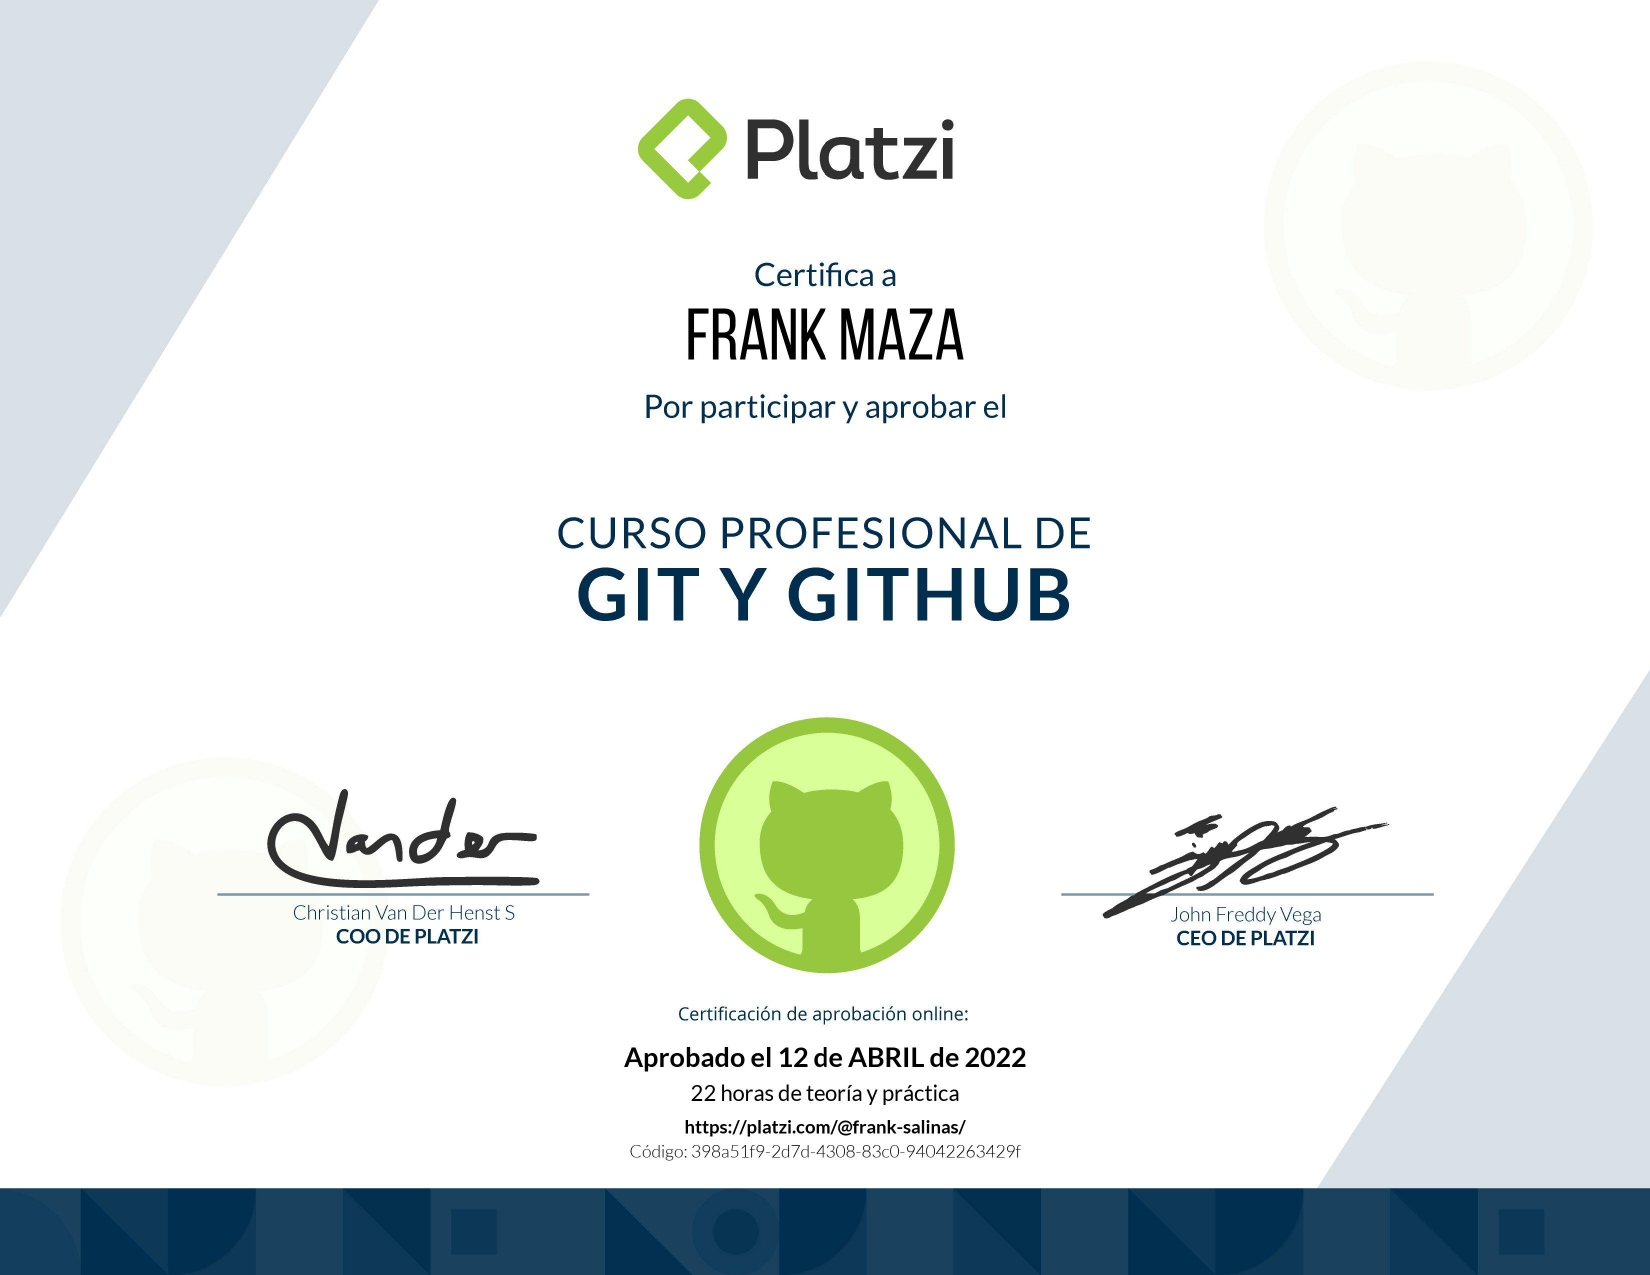 Platzi
Certifica a
FRANK MAZA
Por participar y aprobar el
CURSO PROFESIONAL DE
GIT Y GITHUB
Vander
Christian Van Der Henst S
COO DE PLATZI
John Freddy Vega
CEO DE PLATZI
Certificación de aprobación online:
Aprobado el 12 de ABRIL de 2022
22 horas de teoría y práctica
https://platzi.com/@frank-salinas/
Código: 398a51f9-2d7d-4308-83c0-94042263429f